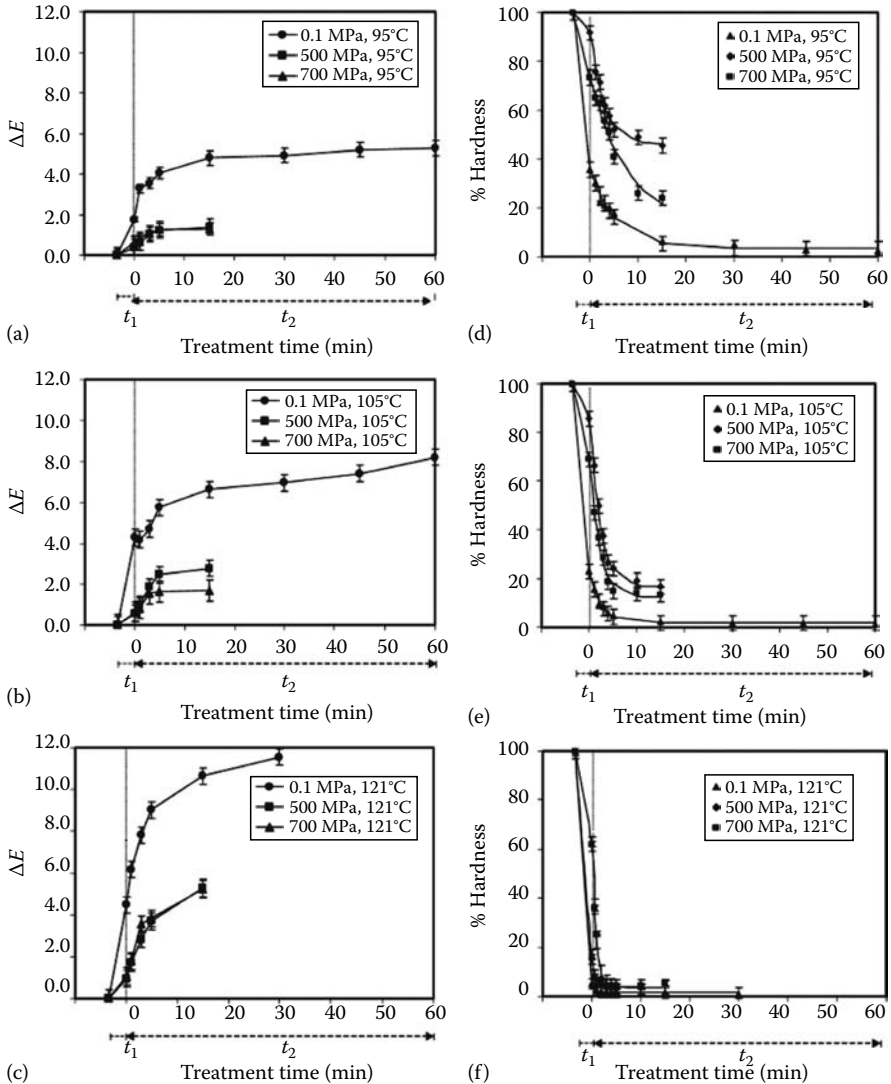 12.0
10.0
8.0
6.0
4.0
2.0
0.0
ΔE
0.1 MPa, 95°C
500 MPa, 95°C
700 MPa, 95°C
0 10 20 30 40 50 60
t1 t2
(a)
Treatment time (min)
100
80
60
40
20
0
% Hardness
0.1 MPa, 95°C
500 MPa, 95°C
700 MPa, 95°C
0 10 20 30 40 50 60
t1 t2
(d)
Treatment time (min)
12.0
10.0
8.0
6.0
4.0
2.0
0.0
ΔE
0.1 MPa, 105°C
500 MPa, 105°C
700 MPa, 105°C
0 10 20 30 40 50 60
t1 t2
(b)
Treatment time (min)
100
80
60
40
20
0
% Hardness
0.1 MPa, 105°C
500 MPa, 105°C
700 MPa, 105°C
0 10 20 30 40 50 60
t1 t2
(e)
Treatment time (min)
12.0
10.0
8.0
6.0
4.0
2.0
0.0
ΔE
0.1 MPa, 121°C
500 MPa, 121°C
700 MPa, 121°C
0 10 20 30 40 50 60
t1 t2
(c)
Treatment time (min)
100
80
60
40
20
0
% Hardness
0.1 MPa, 121°C
500 MPa, 121°C
700 MPa, 121°C
0 10 20 30 40 50 60
t1 t2
(f)
Treatment time (min)